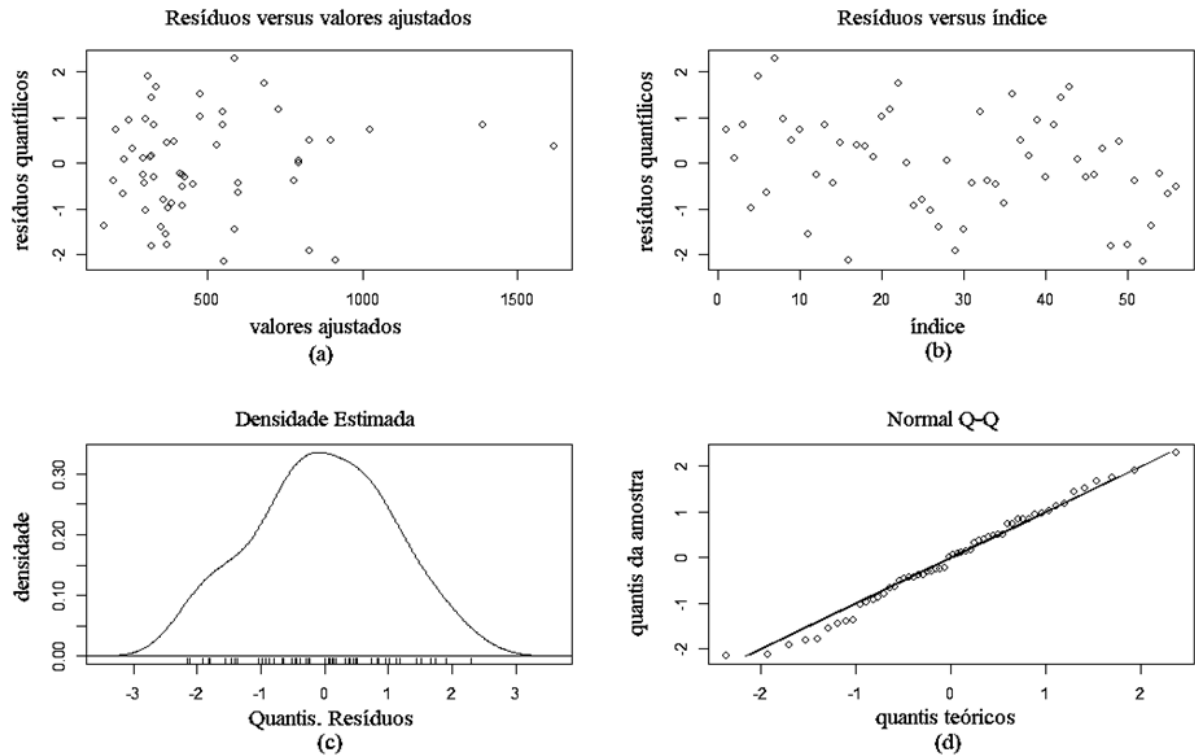 Resíduos versus valores ajustados
resíduos quantílicos
2
1
0
-1
-2
500
1000
1500
valores ajustados
(a)
Resíduos versus índice
resíduos quantílicos
2
1
0
-1
-2
0
10
20
30
40
50
índice
(b)
Densidade Estimada
densidade
0.30
0.20
0.10
0.00
-3
-2
-1
0
1
2
3
Quantis. Resíduos
(c)
Normal Q-Q
quantis da amostra
2
1
0
-1
-2
-2
-1
0
1
2
quantis teóricos
(d)